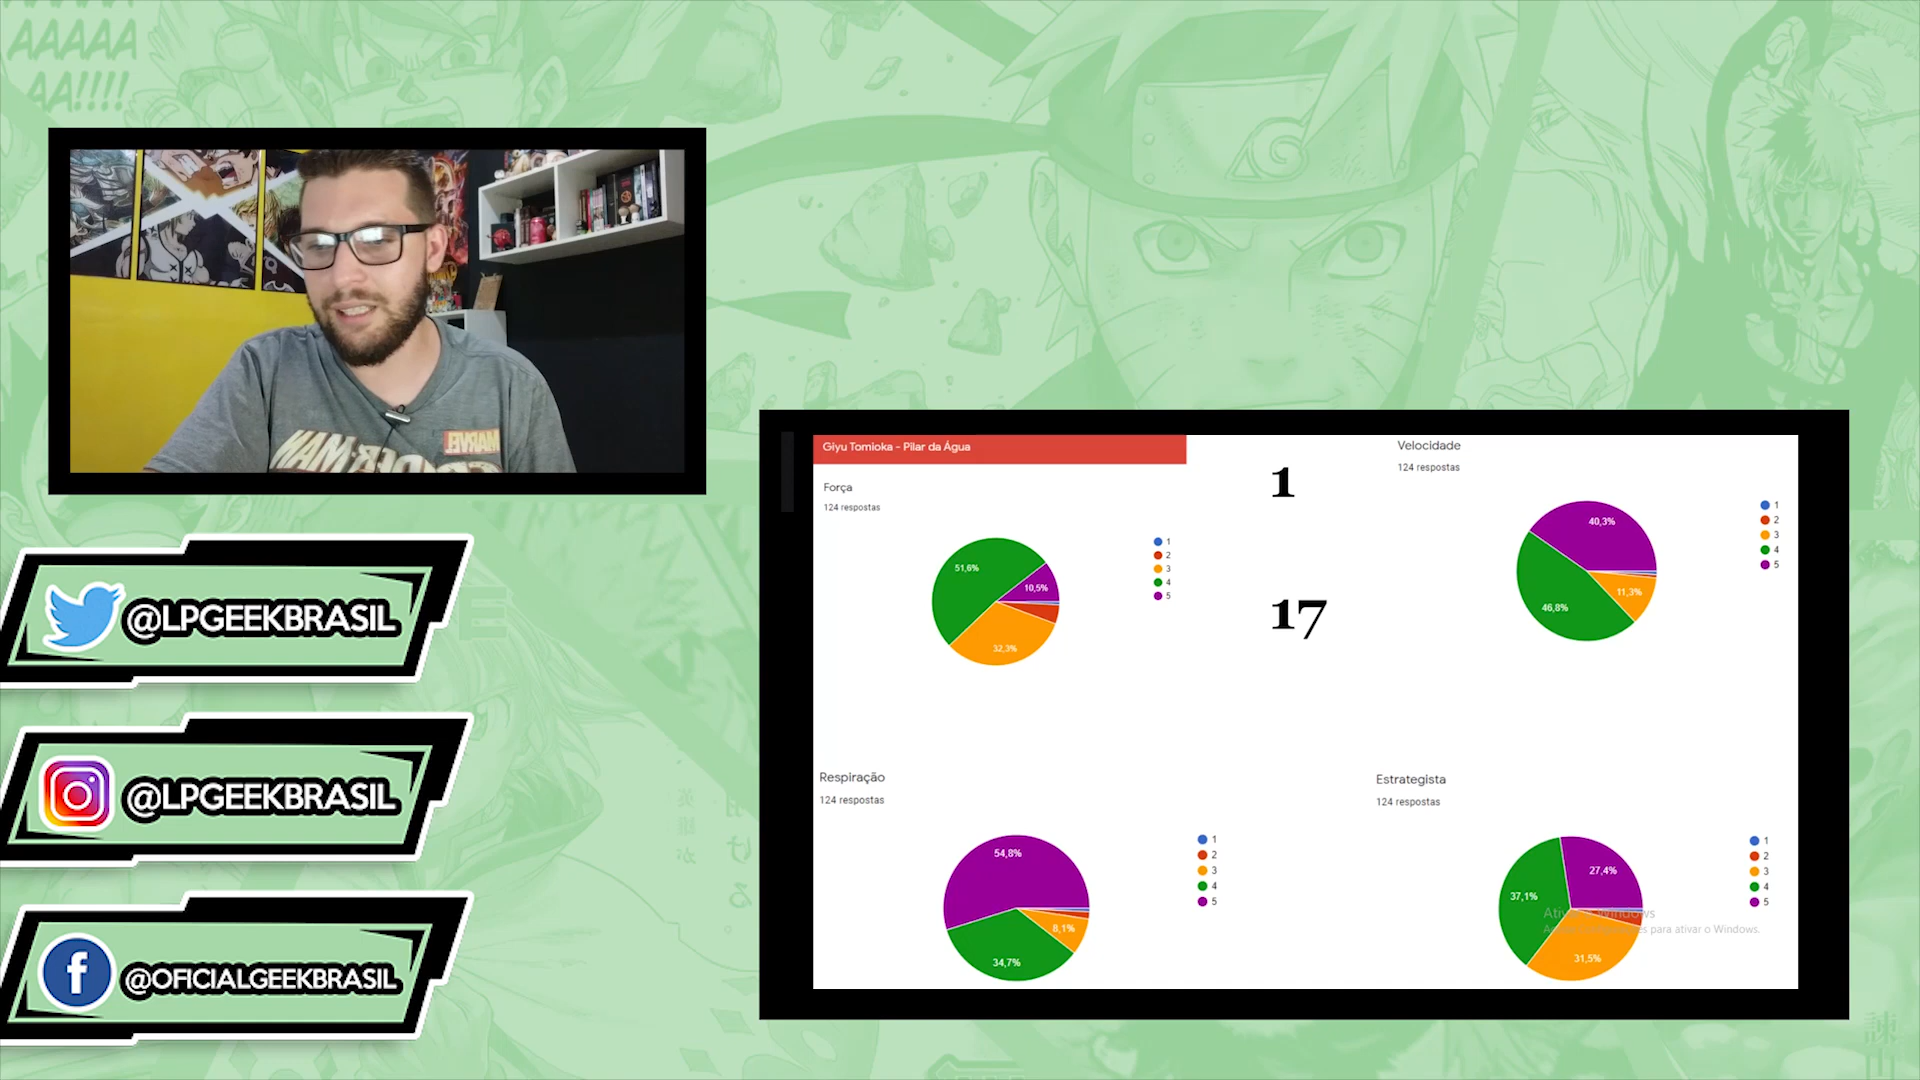 AAAAA
AA!!!!
MARVEL
@LPGEEKBRASIL
@LPGEEKBRASIL
@OFICIALGEEKBRASIL
Giyu Tomioka - Pilar da Água
Força
124 respostas
51,6%
10,5%
32,3%
1
2
3
4
5
1
17
Velocidade
124 respostas
40,3%
11,3%
46,8%
1
2
3
4
5
Respiração
124 respostas
54,8%
8,1%
34,7%
1
2
3
4
5
Estrategista
124 respostas
27,4%
37,1%
31,5%
1
2
3
4
5
para ativar o Windows.